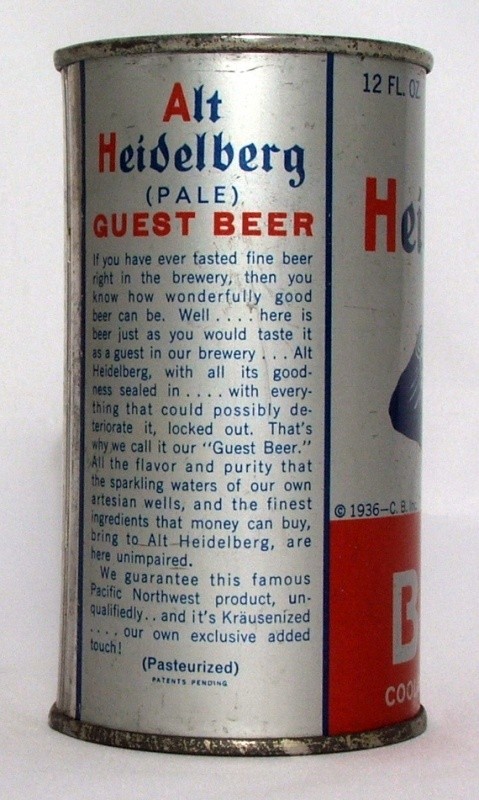 Alt
Heidelberg
(PALE)
GUEST BEER
If you have ever tasted fine beer
right in the brewery, then you
know how wonderfully good
beer can be. Well . . . . here is
beer just as you would taste it
as a guest in our brewery . . . Alt
Heidelberg, with all its good-
ness sealed in . . . . with every-
thing that could possibly de-
teriorate it, locked out. That's
why we call it our "Guest Beer."
All the flavor and purity that
the sparkling waters of our own
artesian wells, and the finest
ingredients that money can buy,
bring to Alt Heidelberg, are
here unimpaired.
We guarantee this famous
Pacific Northwest product, un-
qualifiedly . . and it's Kräusenized
. . . . our own exclusive added
touch!
(Pasteurized)
PATENTS PENDING
12 FL. OZ
Hei
© 1936—C. B. Inc.
B
COOL